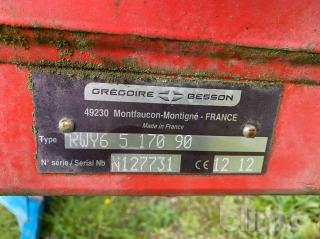 GRÉGOIRE BESSON
49230 Montfaucon-Montigné - FRANCE
Made in France
Type RWY6 5 170 90
N° série / Serial Nb N127731 CE 12 12